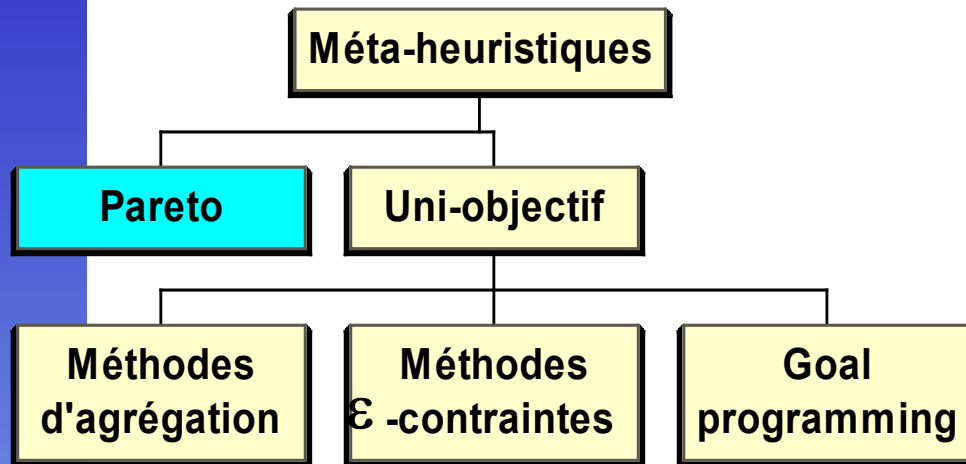 Méta-heuristiques
Pareto
Uni-objectif
Méthodes
d'agrégation
Méthodes
ε -contraintes
Goal
programming